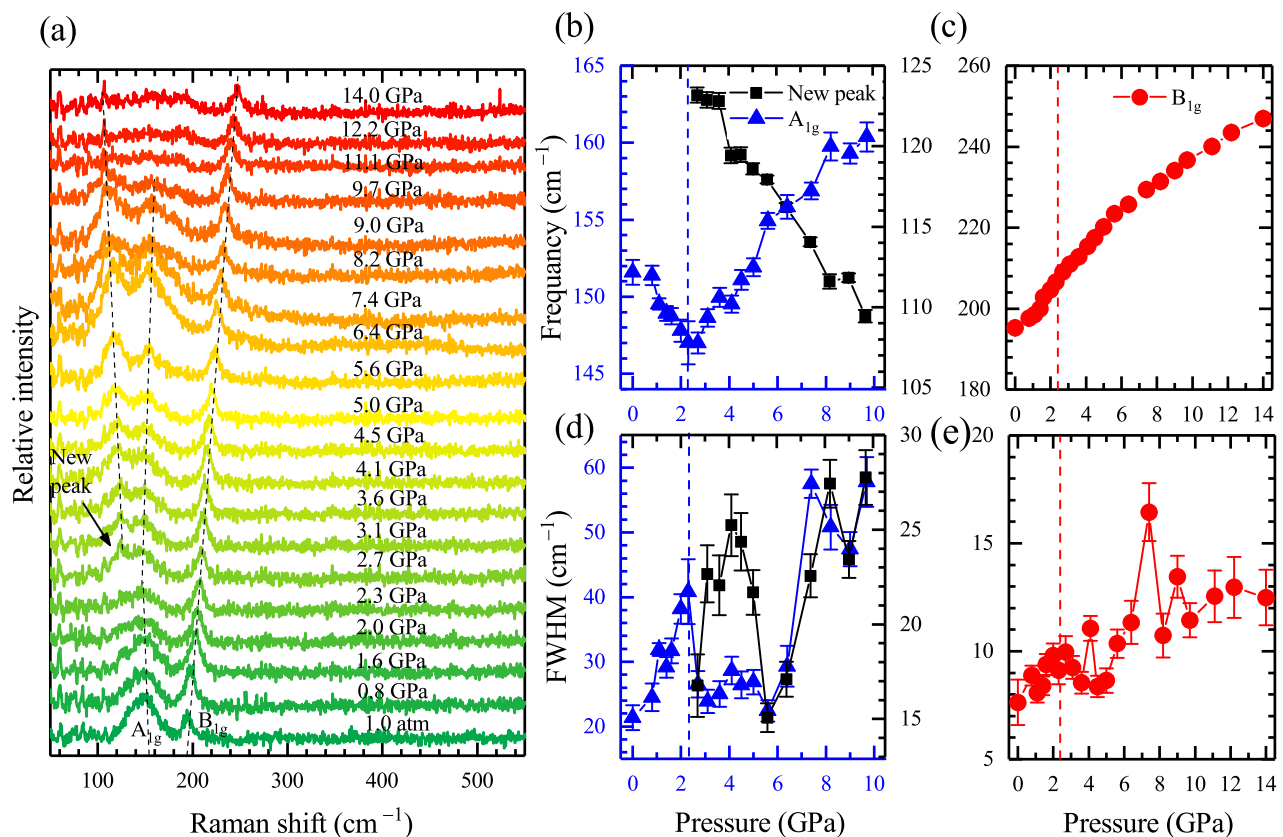 (a)
14.0 GPa
12.2 GPa
11.1 GPa
9.7 GPa
9.0 GPa
8.2 GPa
7.4 GPa
6.4 GPa
5.6 GPa
5.0 GPa
4.5 GPa
4.1 GPa
3.6 GPa
3.1 GPa
2.7 GPa
2.3 GPa
2.0 GPa
1.6 GPa
0.8 GPa
1.0 atm
New
peak
A1g
B1g
Relative intensity
100 200 300 400 500
Raman shift (cm−1)
(b)
New peak
A1g
Frequancy (cm−1)
165
160
155
150
144
125
120
115
110
105
0 2 4 6 8 10
(c)
B1g
260
240
220
200
180
0 2 4 6 8 10 12 14
(d)
FWHM (cm−1)
60
50
40
30
20
30
25
20
15
0 2 4 6 8 10
Pressure (GPa)
(e)
20
15
10
5
0 2 4 6 8 10 12 14
Pressure (GPa)